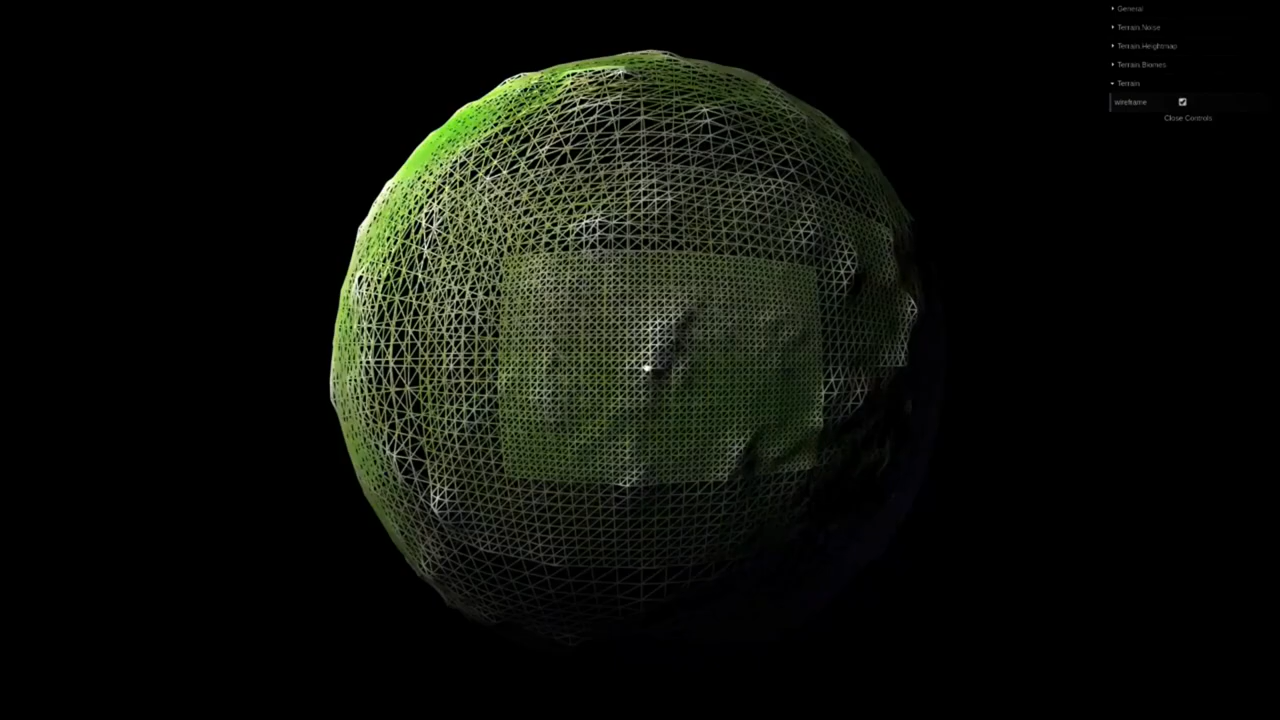 General
Terrain Noise
Terrain Heightmap
Terrain Biomes
Terrain
wireframe
Close Controls